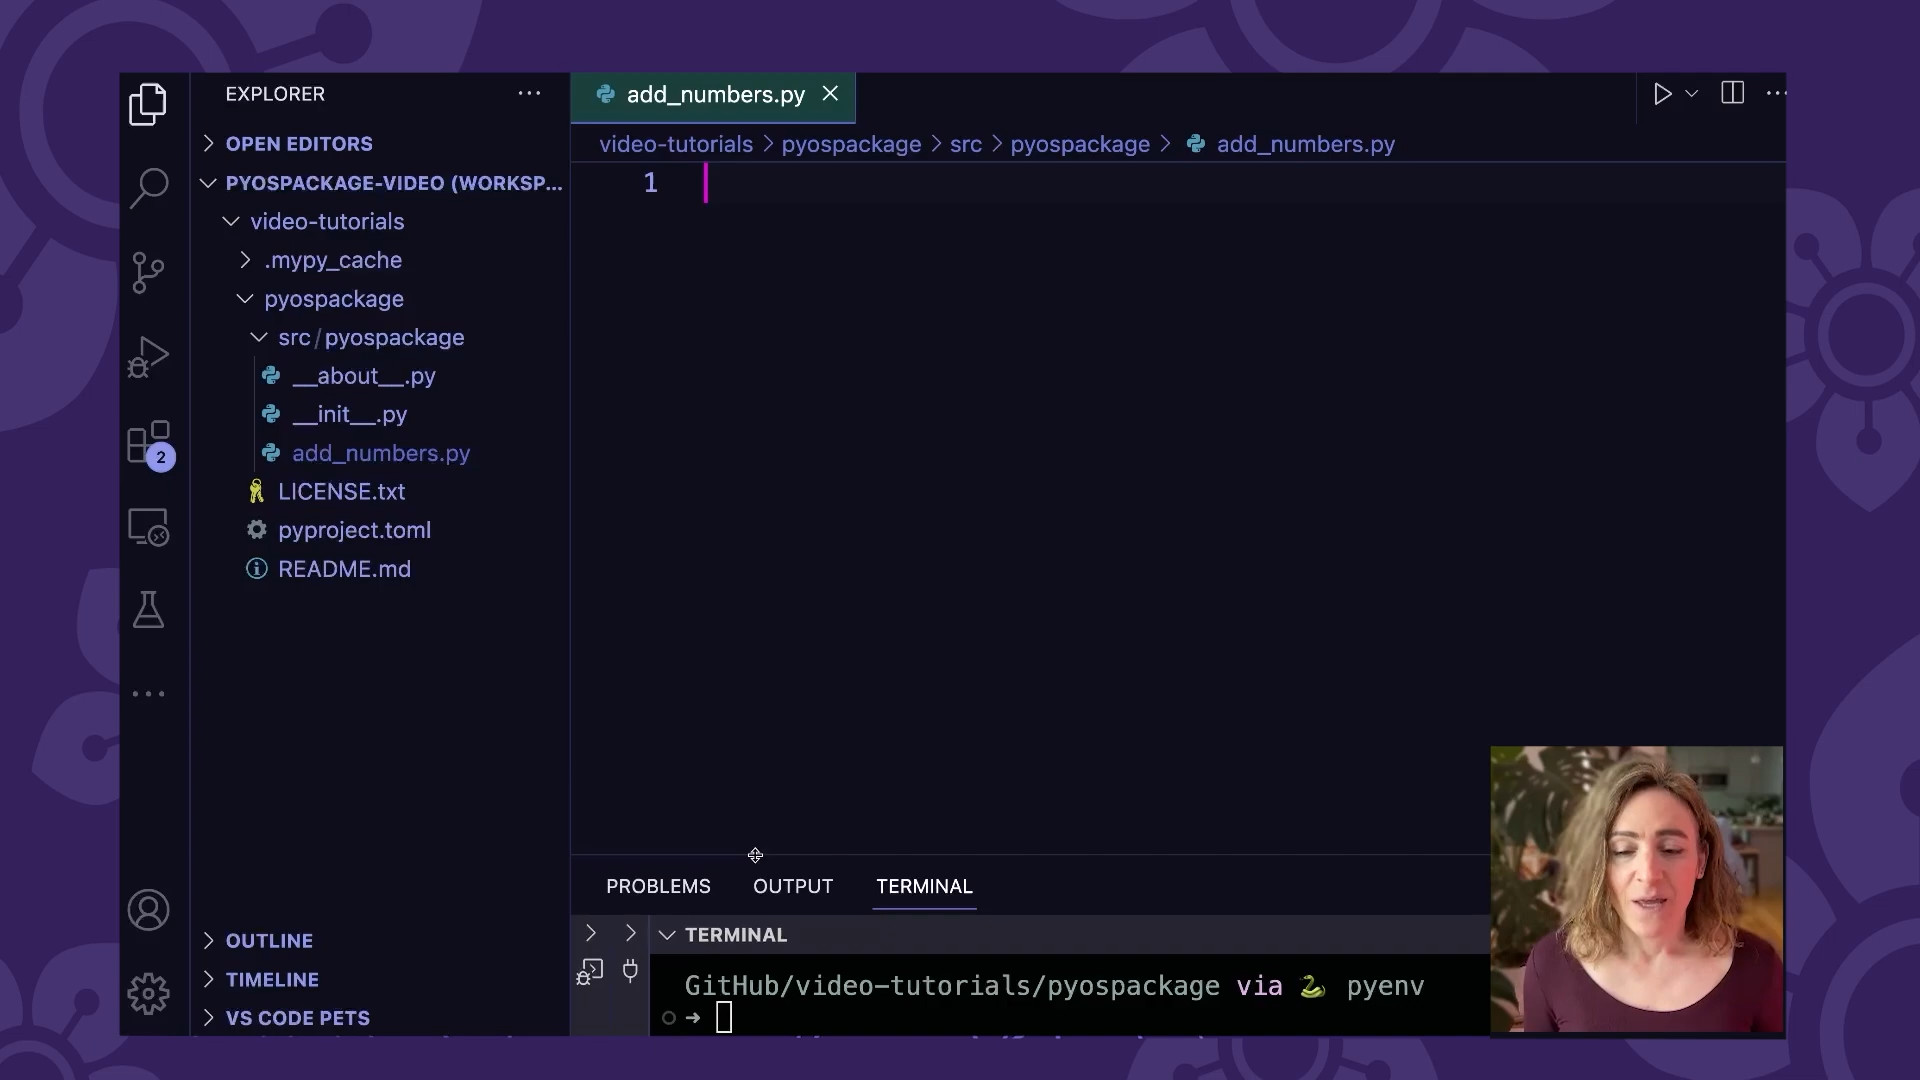 EXPLORER
OPEN EDITORS
PYOSPACKAGE-VIDEO (WORKSP...
video-tutorials
.mypy_cache
pyospackage
src/pyospackage
__about__.py
__init__.py
add_numbers.py
LICENSE.txt
pyproject.toml
README.md
OUTLINE
TIMELINE
VS CODE PETS
2
add_numbers.py
video-tutorials > pyospackage > src > pyospackage > add_numbers.py
1
PROBLEMS OUTPUT TERMINAL
TERMINAL
GitHub/video-tutorials/pyospackage via 🐍 pyenv
➜